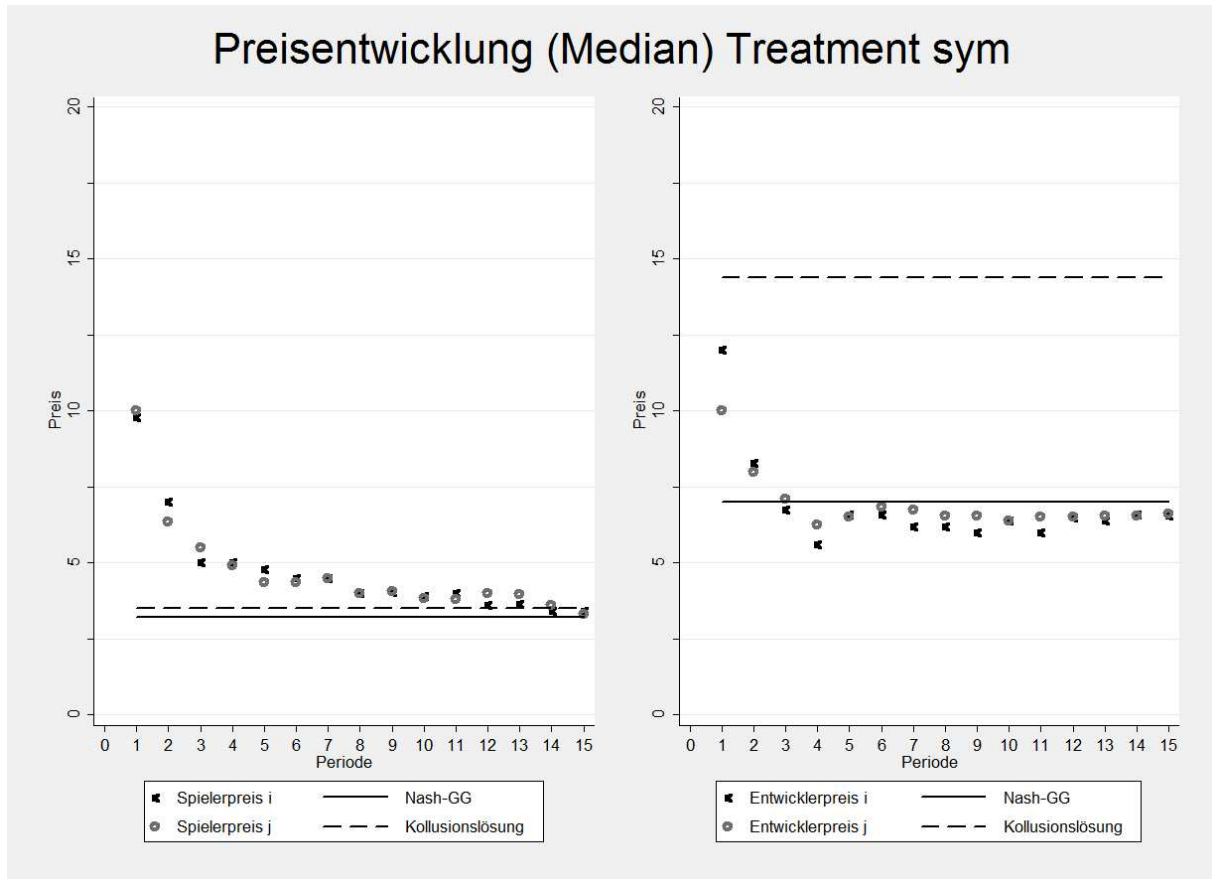 Preisentwicklung (Median) Treatment sym
20
15
10
5
0
Preis
0 1 2 3 4 5 6 7 8 9 10 11 12 13 14 15
Periode
Spielerpreis i
Nash-GG
Spielerpreis j
Kollusionslösung
20
15
10
5
0
Preis
0 1 2 3 4 5 6 7 8 9 10 11 12 13 14 15
Periode
Entwicklerpreis i
Nash-GG
Entwicklerpreis j
Kollusionslösung